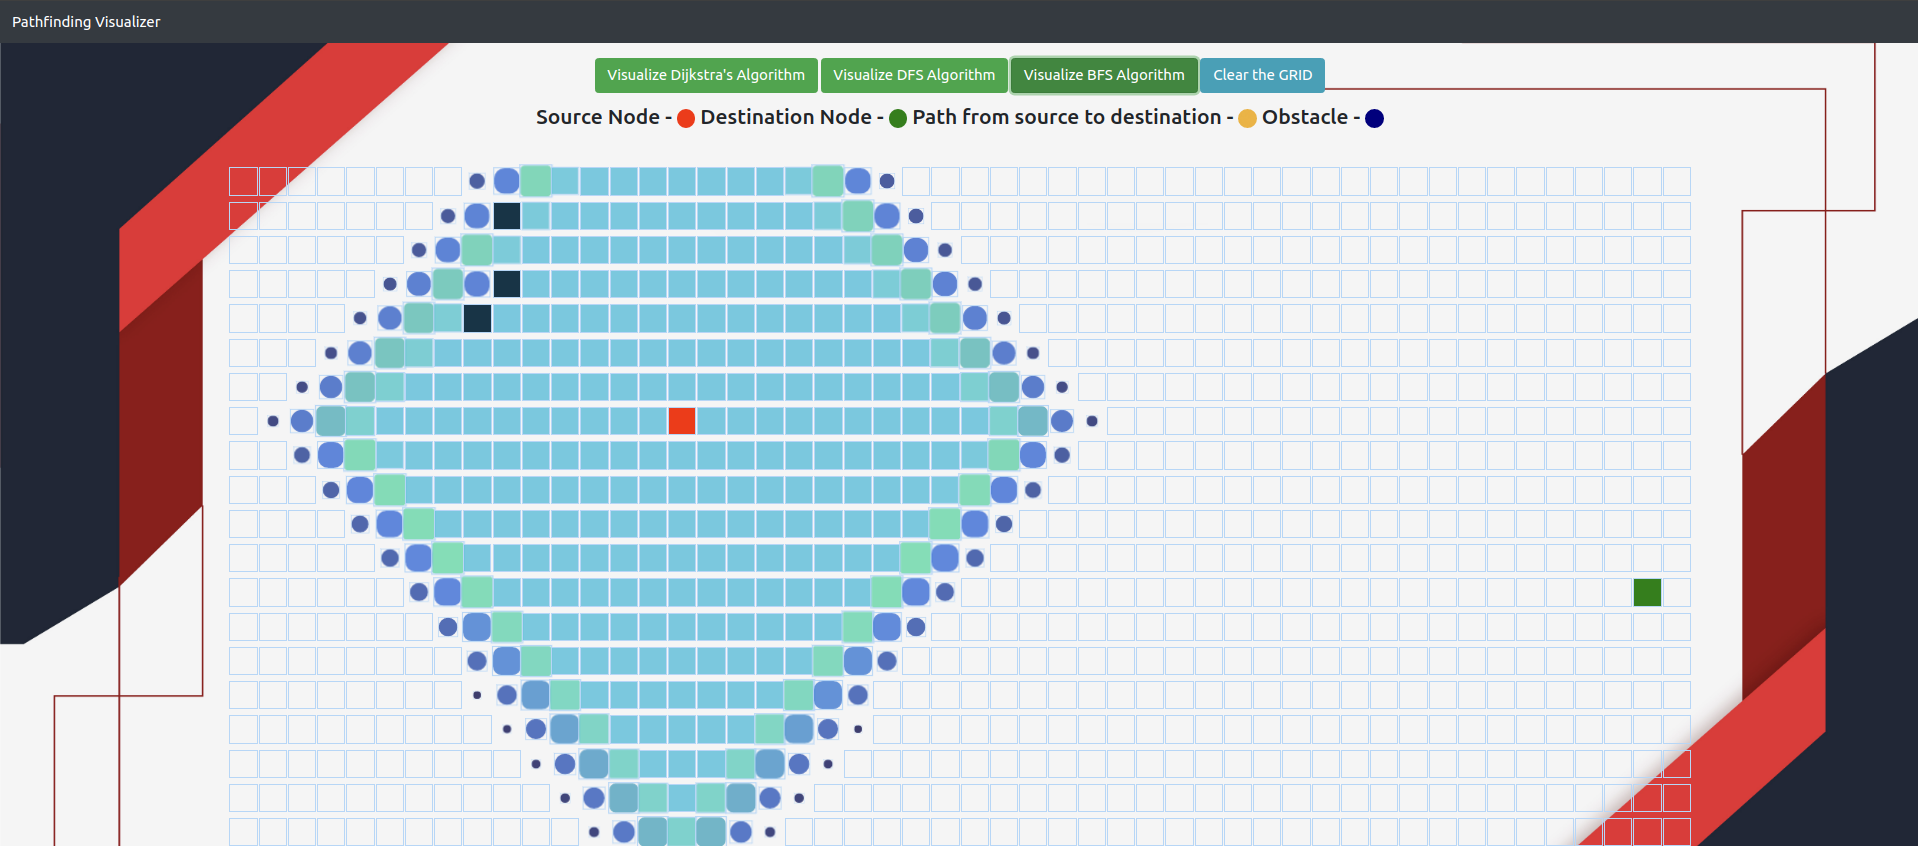 Pathfinding Visualizer
Visualize Dijkstra's Algorithm Visualize DFS Algorithm Visualize BFS Algorithm Clear the GRID
Source Node - Destination Node - Path from source to destination - Obstacle -